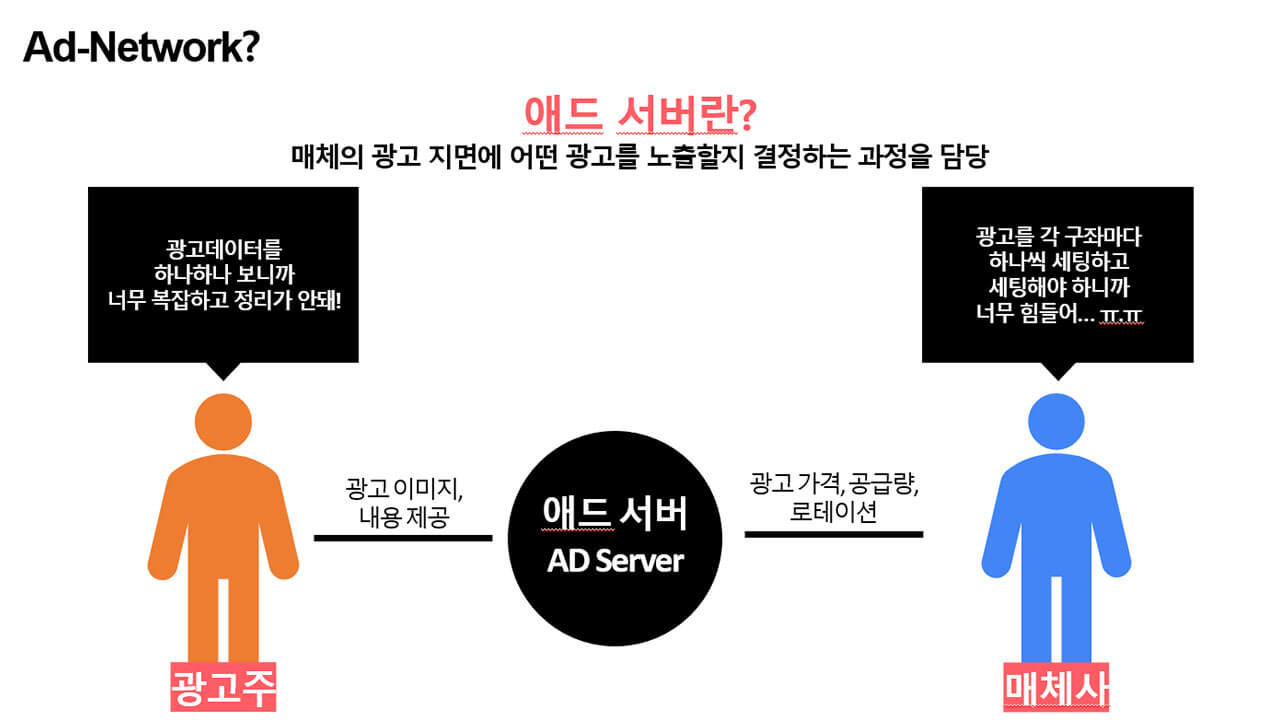 Ad-Network?
애드 서버란?
매체의 광고 지면에 어떤 광고를 노출할지 결정하는 과정을 담당
광고데이터를
하나하나 보니까
너무 복잡하고 정리가 안돼!
광고를 각 구좌마다
하나씩 세팅하고
세팅해야 하니까
너무 힘들어... ㅠ.ㅠ
광고 이미지,
내용 제공
애드 서버
AD Server
광고 가격, 공급량,
로테이션
광고주
매체사